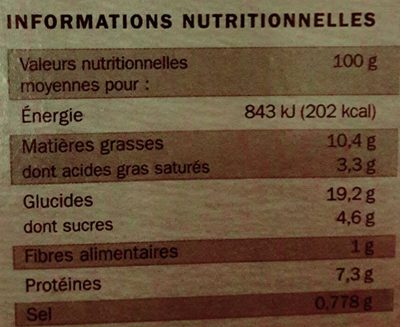 INFORMATIONS NUTRITIONNELLES
Valeurs nutritionnelles 100 g
moyennes pour :
Énergie 843 kJ (202 kcal)
Matières grasses 10,4 g
dont acides gras saturés 3,3 g
Glucides 19,2 g
dont sucres 4,6 g
Fibres alimentaires 1 g
Protéines 7,3 g
Sel 0,778 g